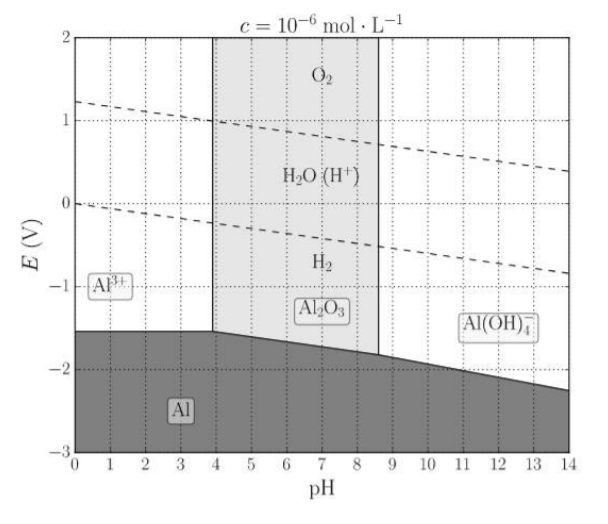 c = 10⁻⁶ mol · L⁻¹
2
O₂
1
H₂O (H⁺)
0
E (V)
H₂
−1
Al³⁺
Al₂O₃
Al(OH)₄⁻
−2
Al
−3
0 1 2 3 4 5 6 7 8 9 10 11 12 13 14
pH